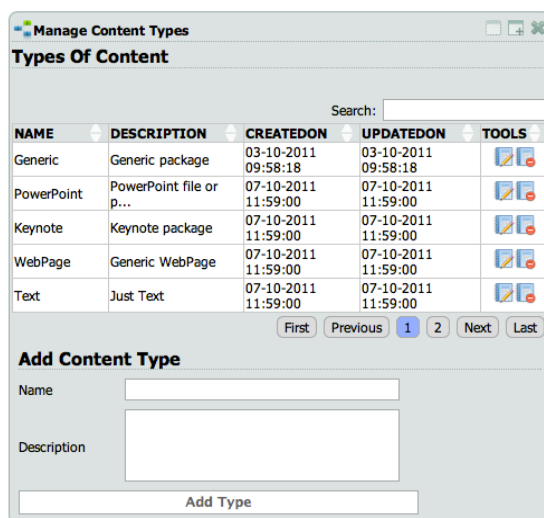 Manage Content Types
Types Of Content
Search:
NAME DESCRIPTION CREATEDON UPDATEDON TOOLS
Generic Generic package 03-10-2011 09:58:18 03-10-2011 09:58:18
PowerPoint PowerPoint file or p... 07-10-2011 11:59:00 07-10-2011 11:59:00
Keynote Keynote package 07-10-2011 11:59:00 07-10-2011 11:59:00
WebPage Generic WebPage 07-10-2011 11:59:00 07-10-2011 11:59:00
Text Just Text 07-10-2011 11:59:00 07-10-2011 11:59:00
First Previous 1 2 Next Last
Add Content Type
Name
Description
Add Type